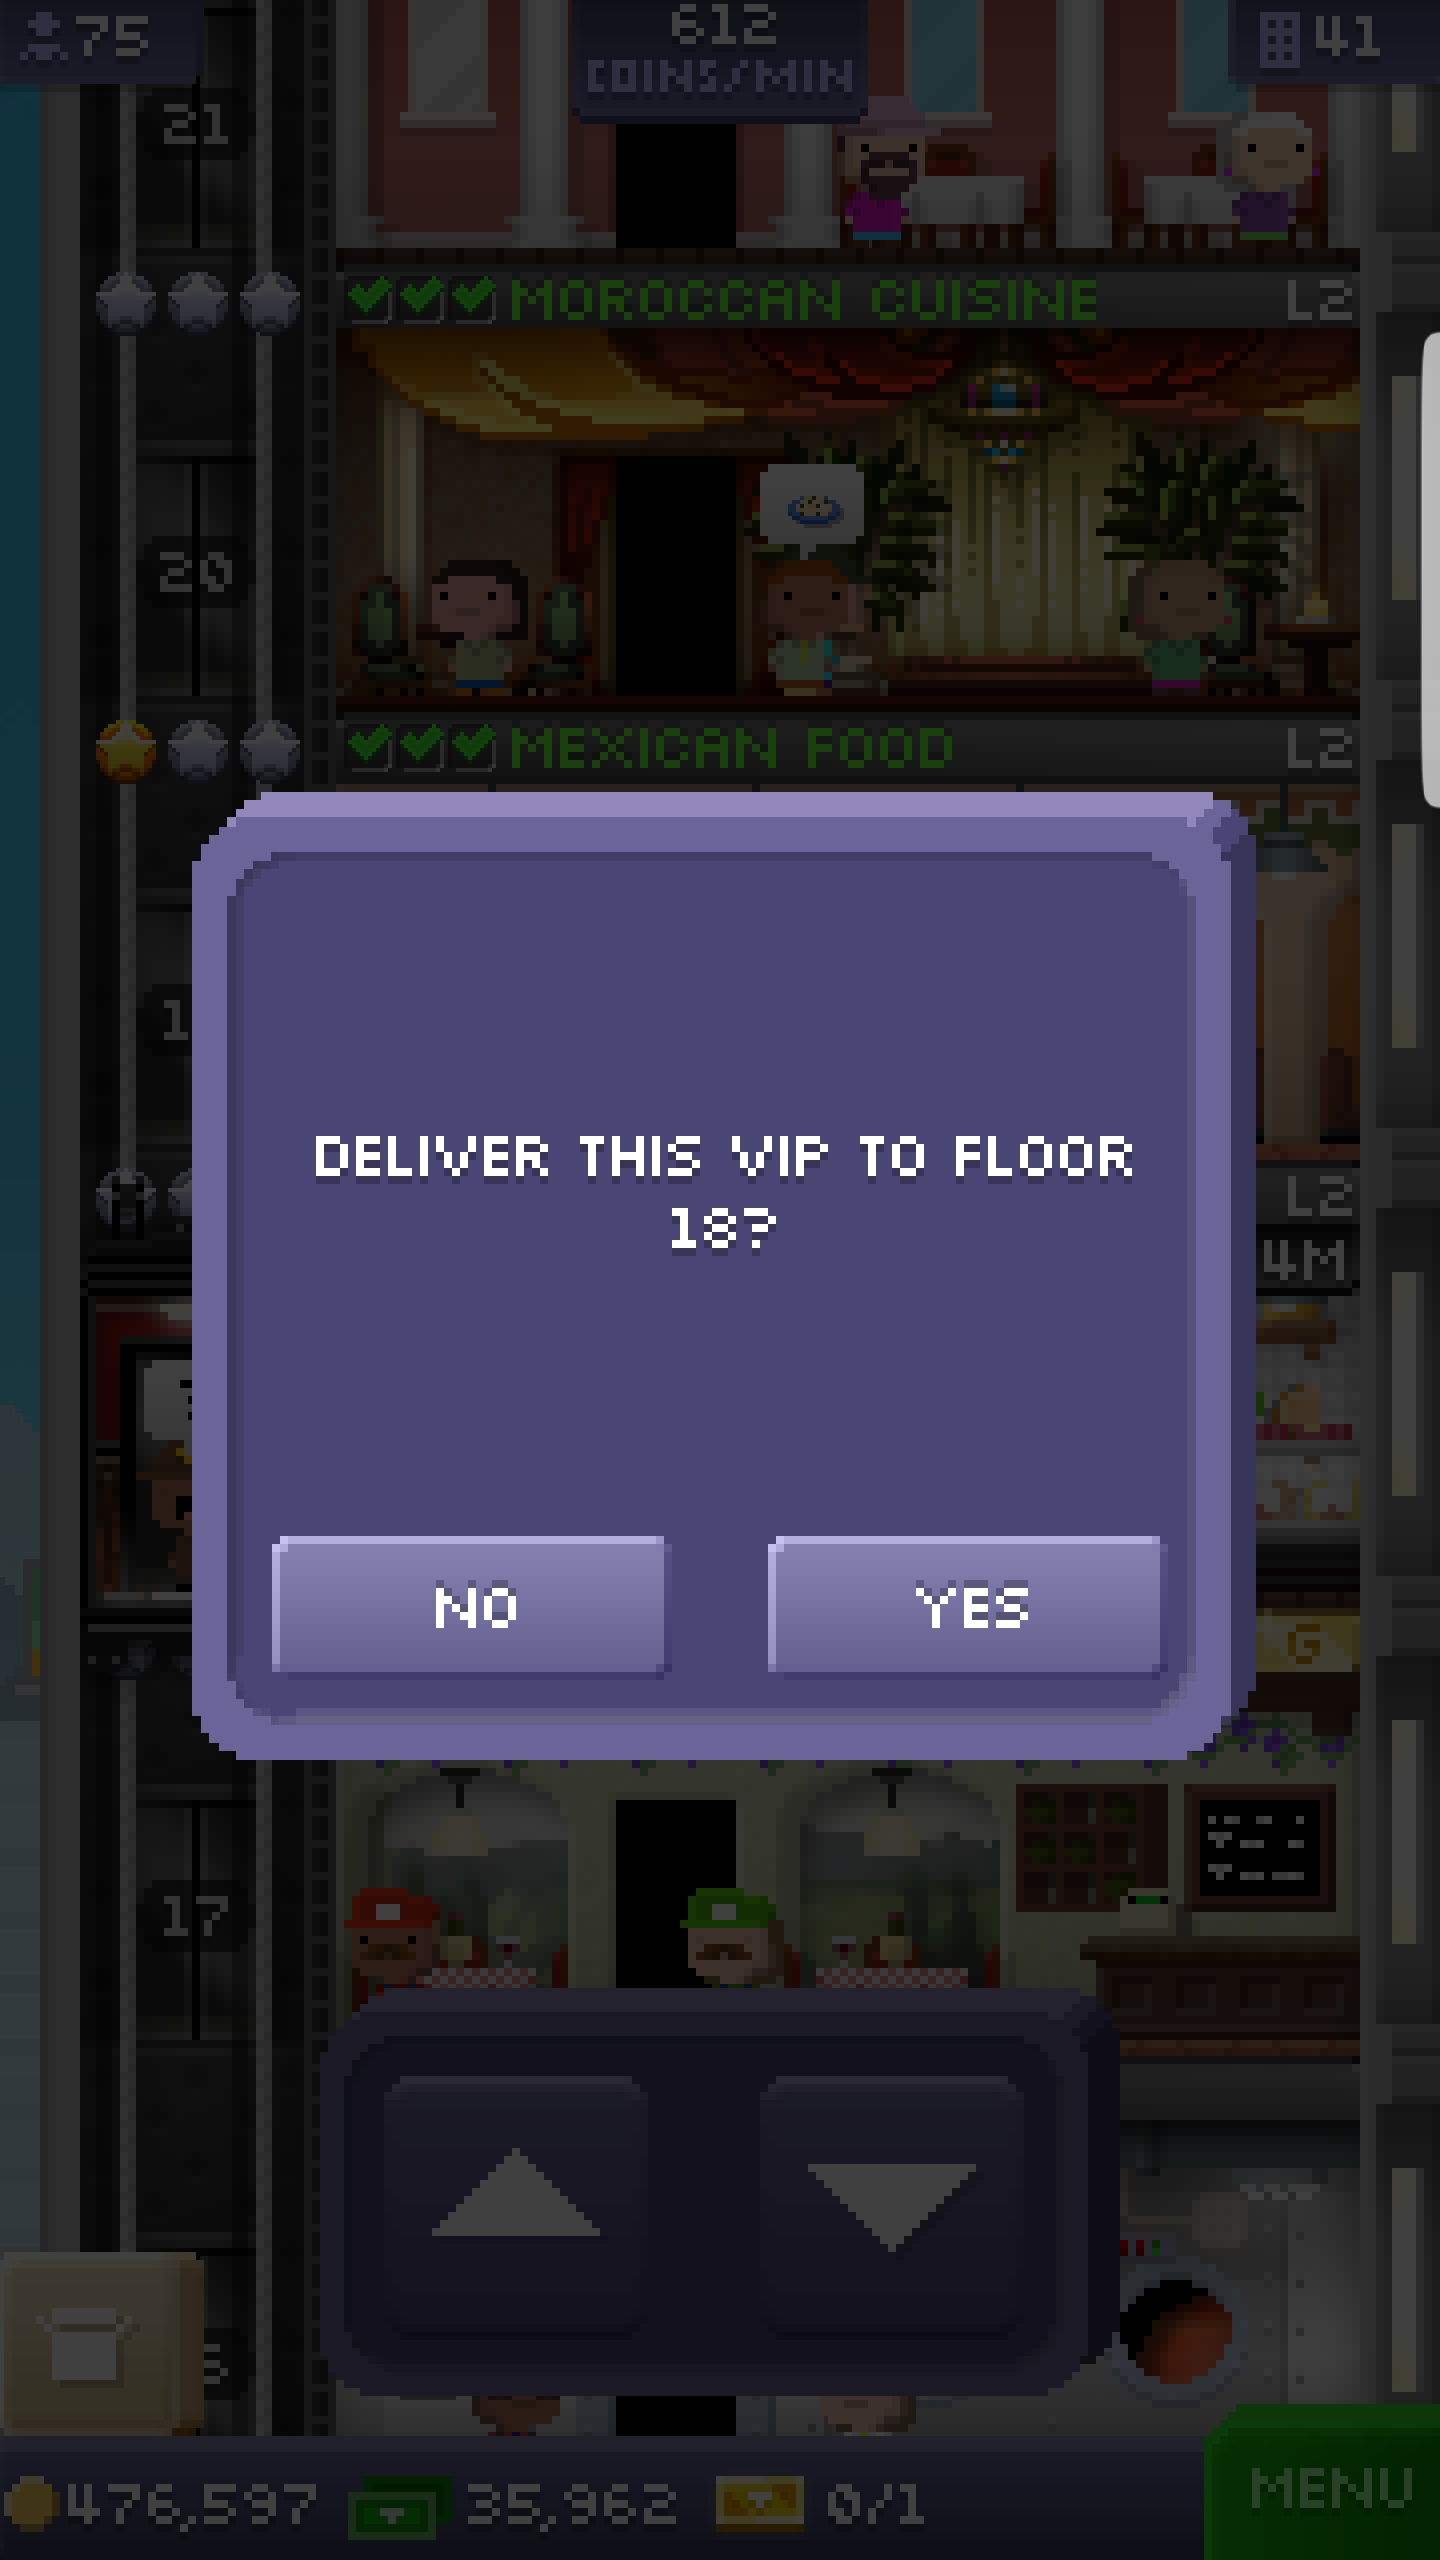 75
612
41
COINS/MIN
21
MOROCCAN CUISINE L2
20
MEXICAN FOOD L2
DELIVER THIS VIP TO FLOOR
18?
L2
4M
NO YES
G
17
476,597 35,962 0/1
MENU